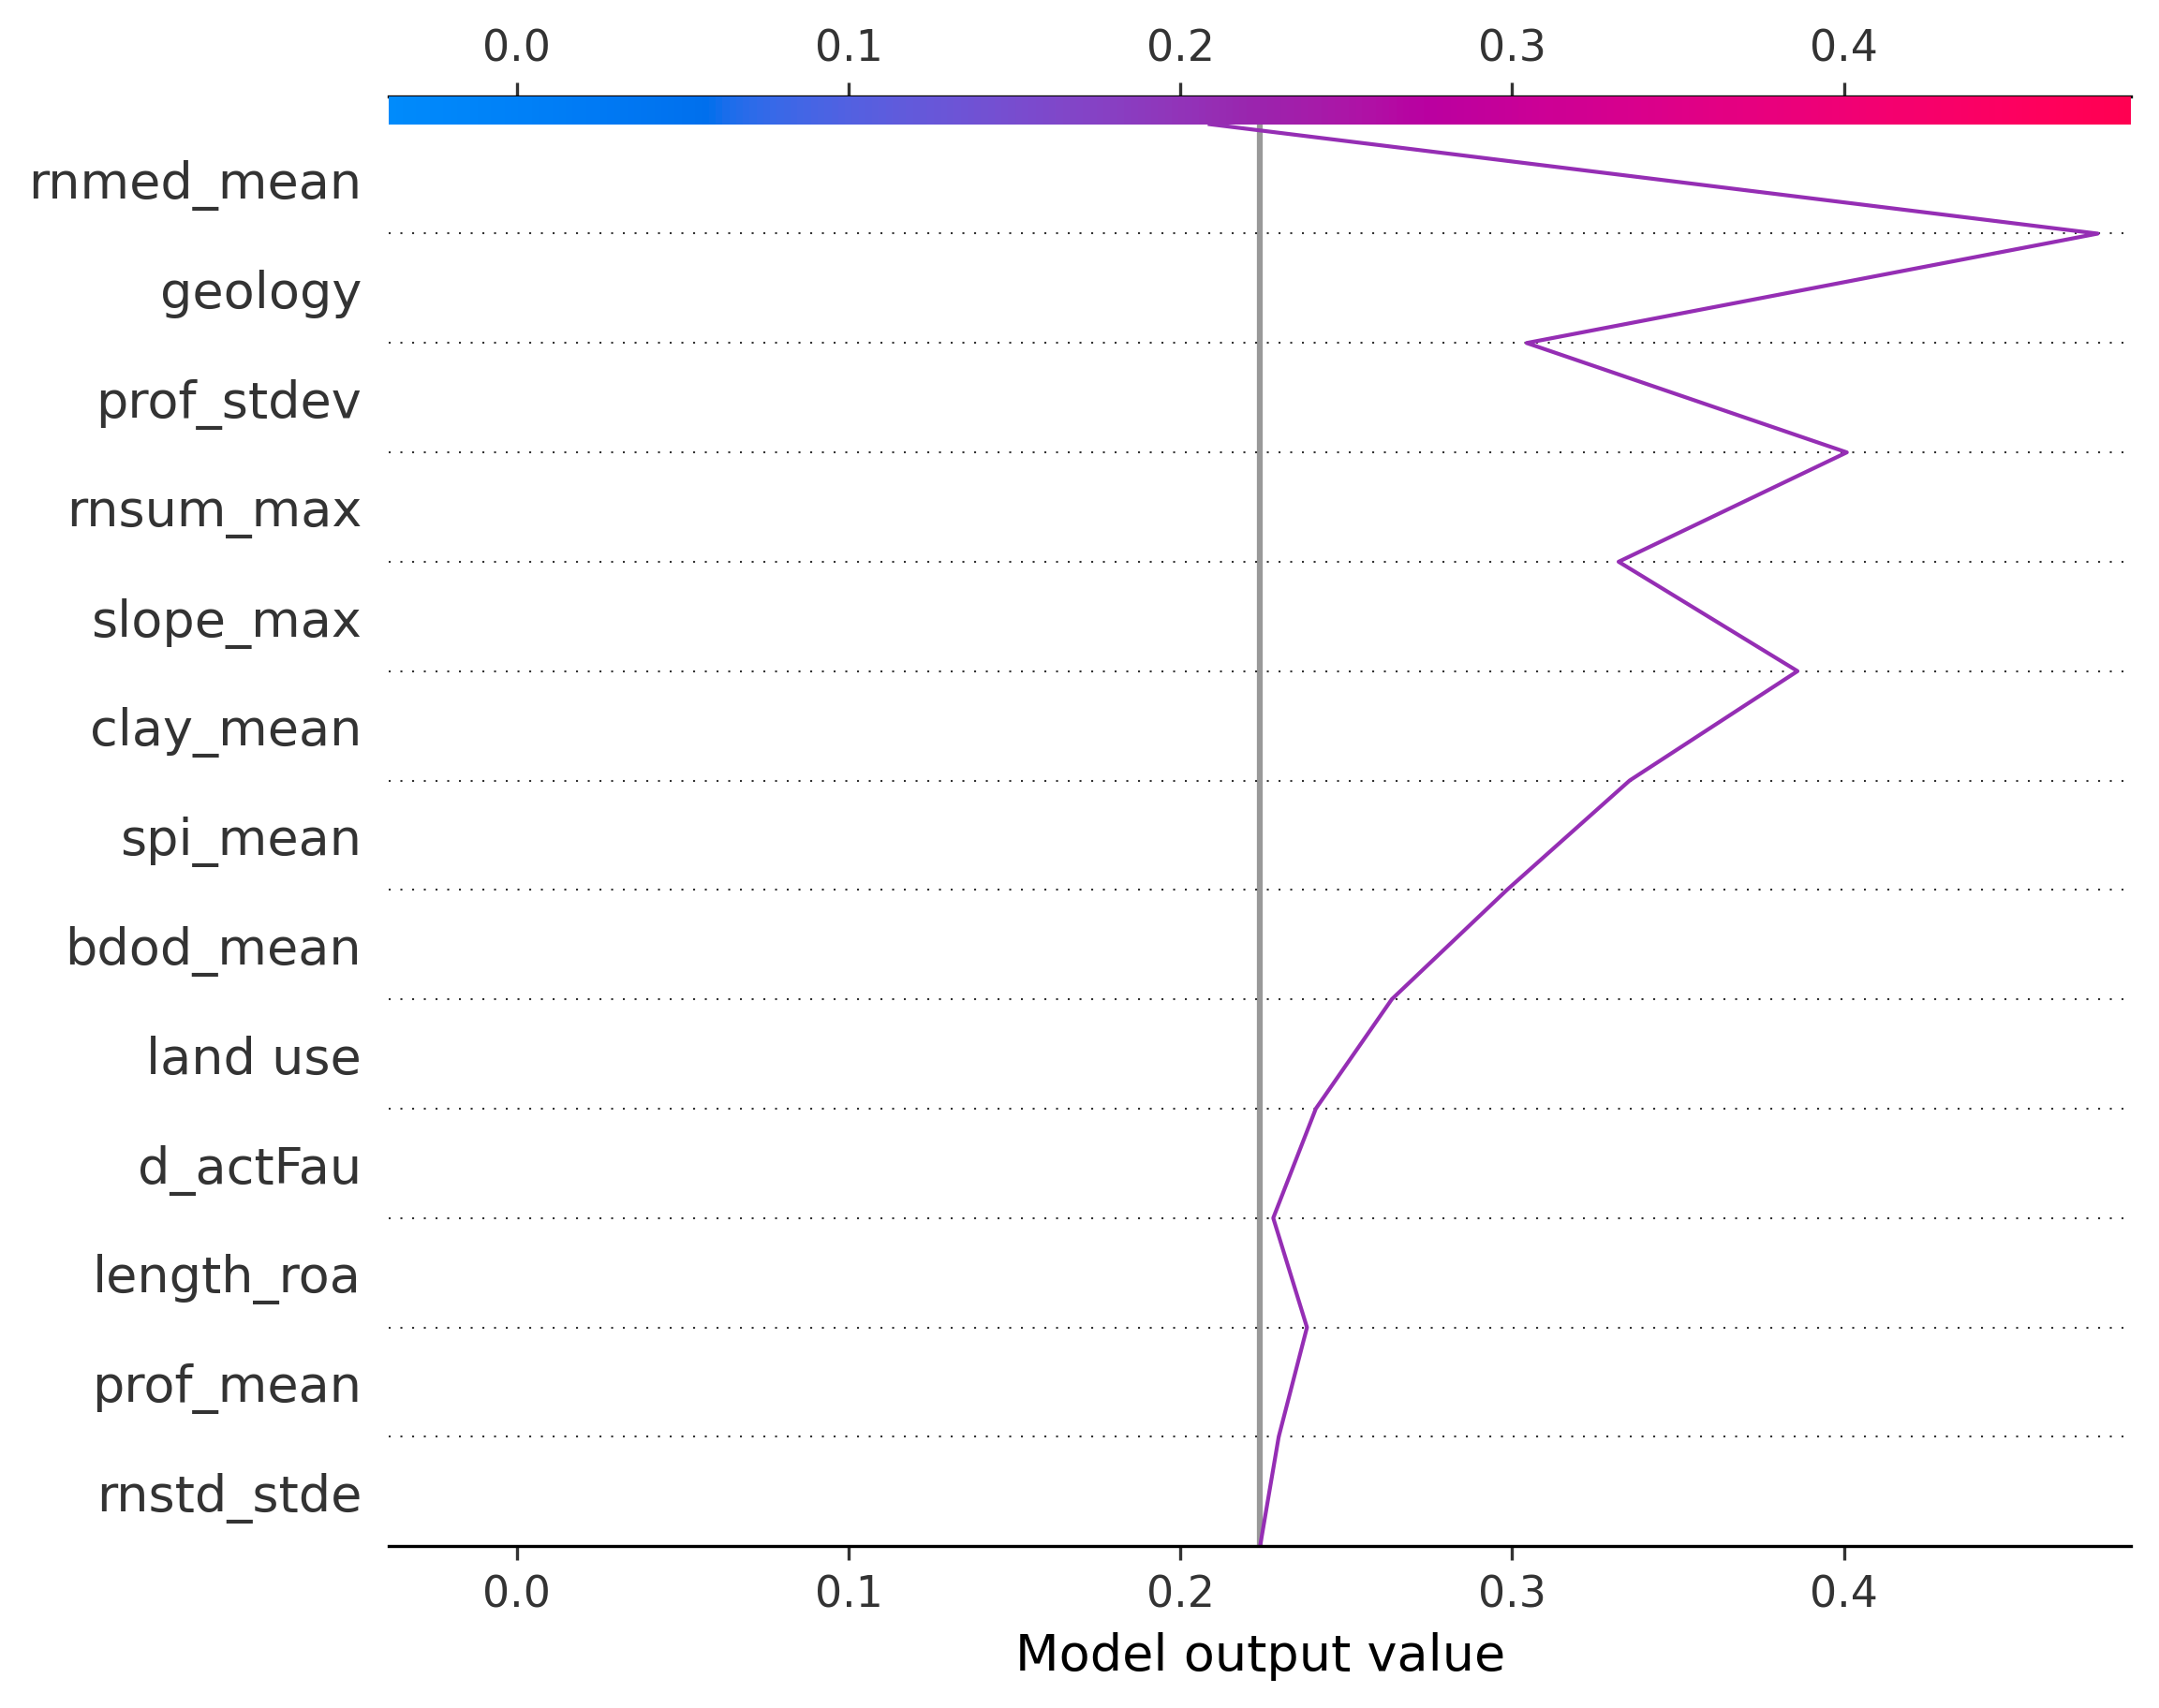 0.0 0.1 0.2 0.3 0.4
rnmed_mean
geology
prof_stdev
rnsum_max
slope_max
clay_mean
spi_mean
bdod_mean
land use
d_actFau
length_roa
prof_mean
rnstd_stde
0.0 0.1 0.2 0.3 0.4
Model output value